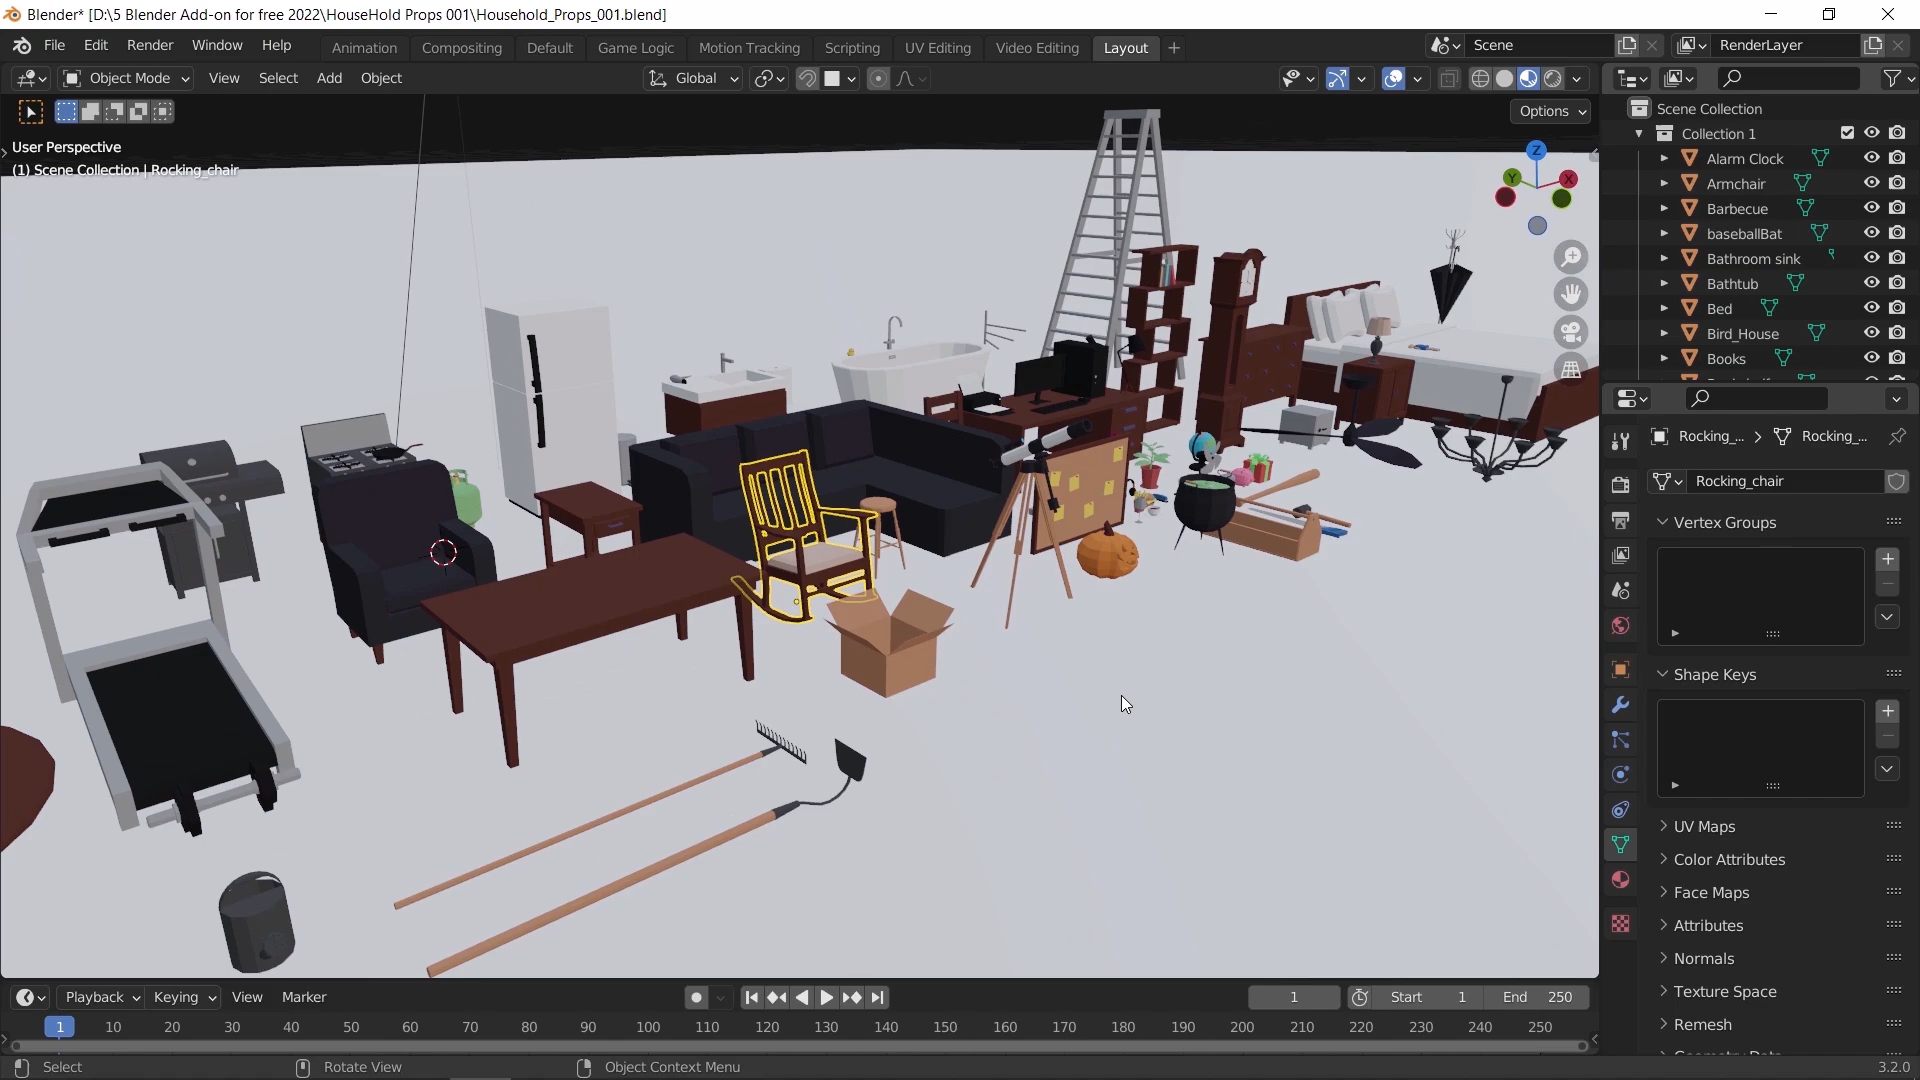 Blender* [D:\5 Blender Add-on for free 2022\HouseHold Props 001\Household_Props_001.blend]
File Edit Render Window Help Animation Compositing Default Game Logic Motion Tracking Scripting UV Editing Video Editing Layout + Scene RenderLayer
Object Mode View Select Add Object Global
Options
User Perspective
(1) Scene Collection | Rocking_chair
Z
Y
X
Scene Collection
Collection 1
Alarm Clock
Armchair
Barbecue
baseballBat
Bathroom sink
Bathtub
Bed
Bird_House
Books
Rocking_... > Rocking_...
Rocking_chair
Vertex Groups
Shape Keys
UV Maps
Color Attributes
Face Maps
Attributes
Normals
Texture Space
Remesh
Playback Keying View Marker 1 Start 1 End 250
1 10 20 30 40 50 60 70 80 90 100 110 120 130 140 150 160 170 180 190 200 210 220 230 240 250
Select Rotate View Object Context Menu 3.2.0